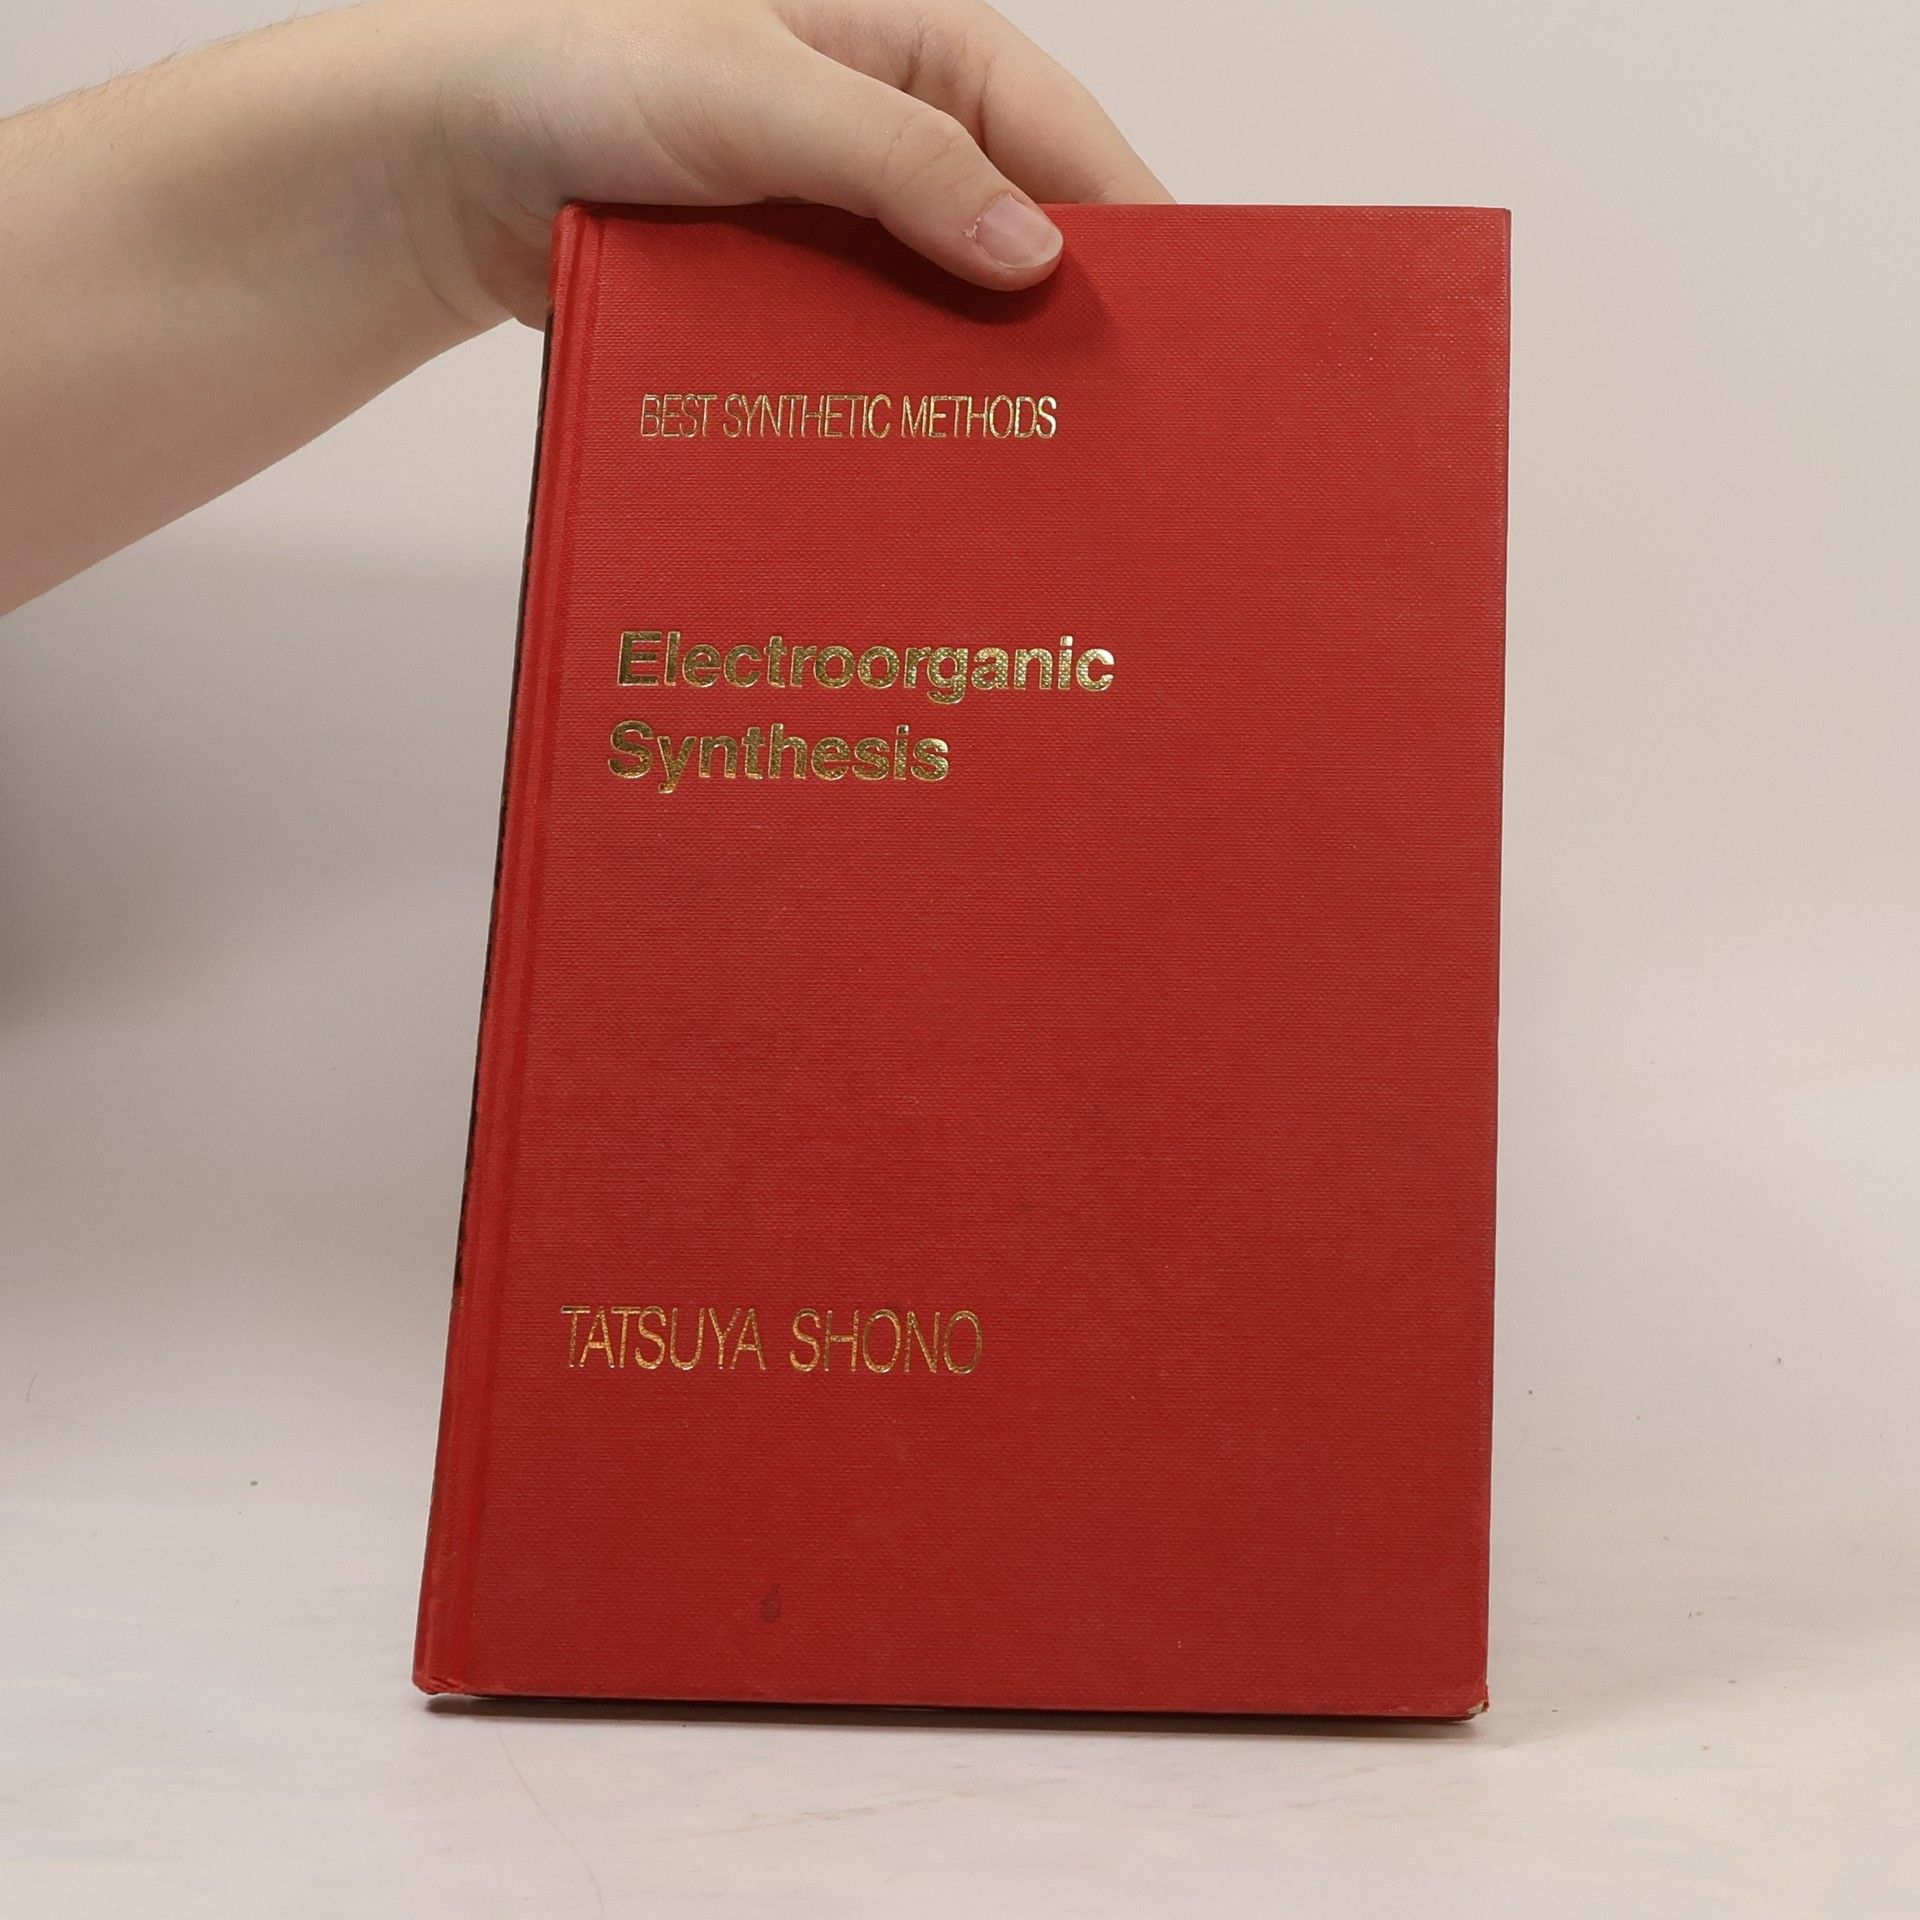 BEST SYNTHETIC METHODS
Electroorganic
Synthesis
TATSUYA SHONO